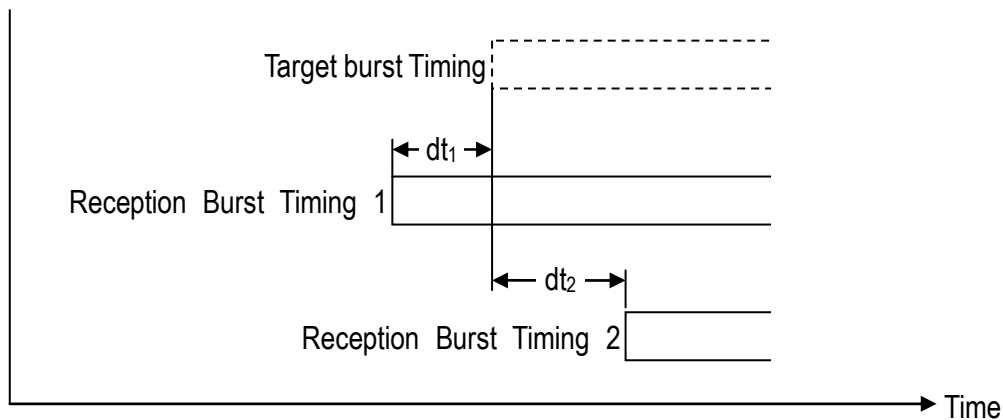 Target burst Timing
dt₁
Reception Burst Timing 1
dt₂
Reception Burst Timing 2
Time